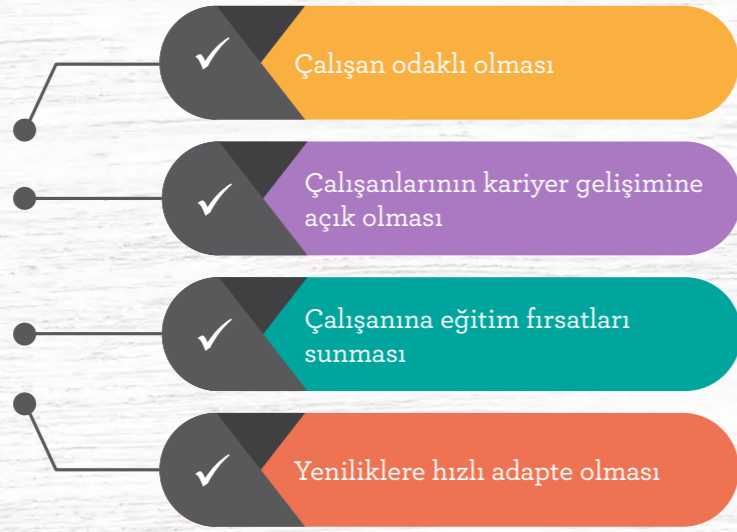 Çalışan odaklı olması
Çalışanlarının kariyer gelişimine
açık olması
Çalışanına eğitim fırsatları
sunması
Yeniliklere hızlı adapte olması